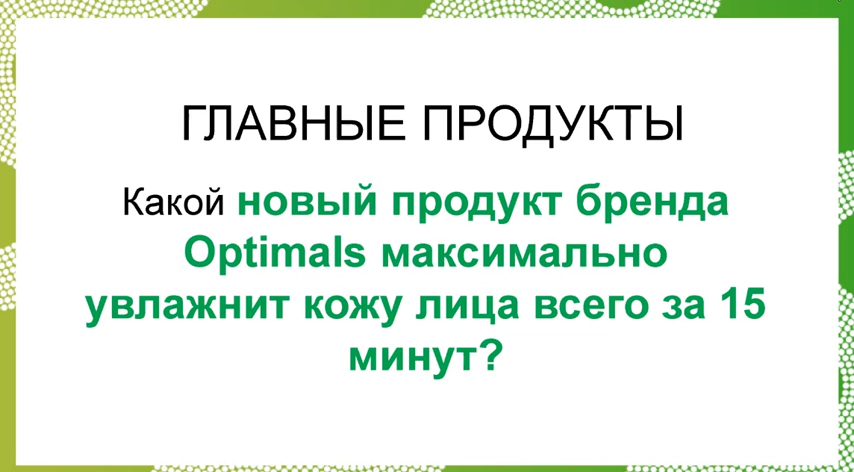 ГЛАВНЫЕ ПРОДУКТЫ
Какой новый продукт бренда
Optimals максимально
увлажнит кожу лица всего за 15
минут?